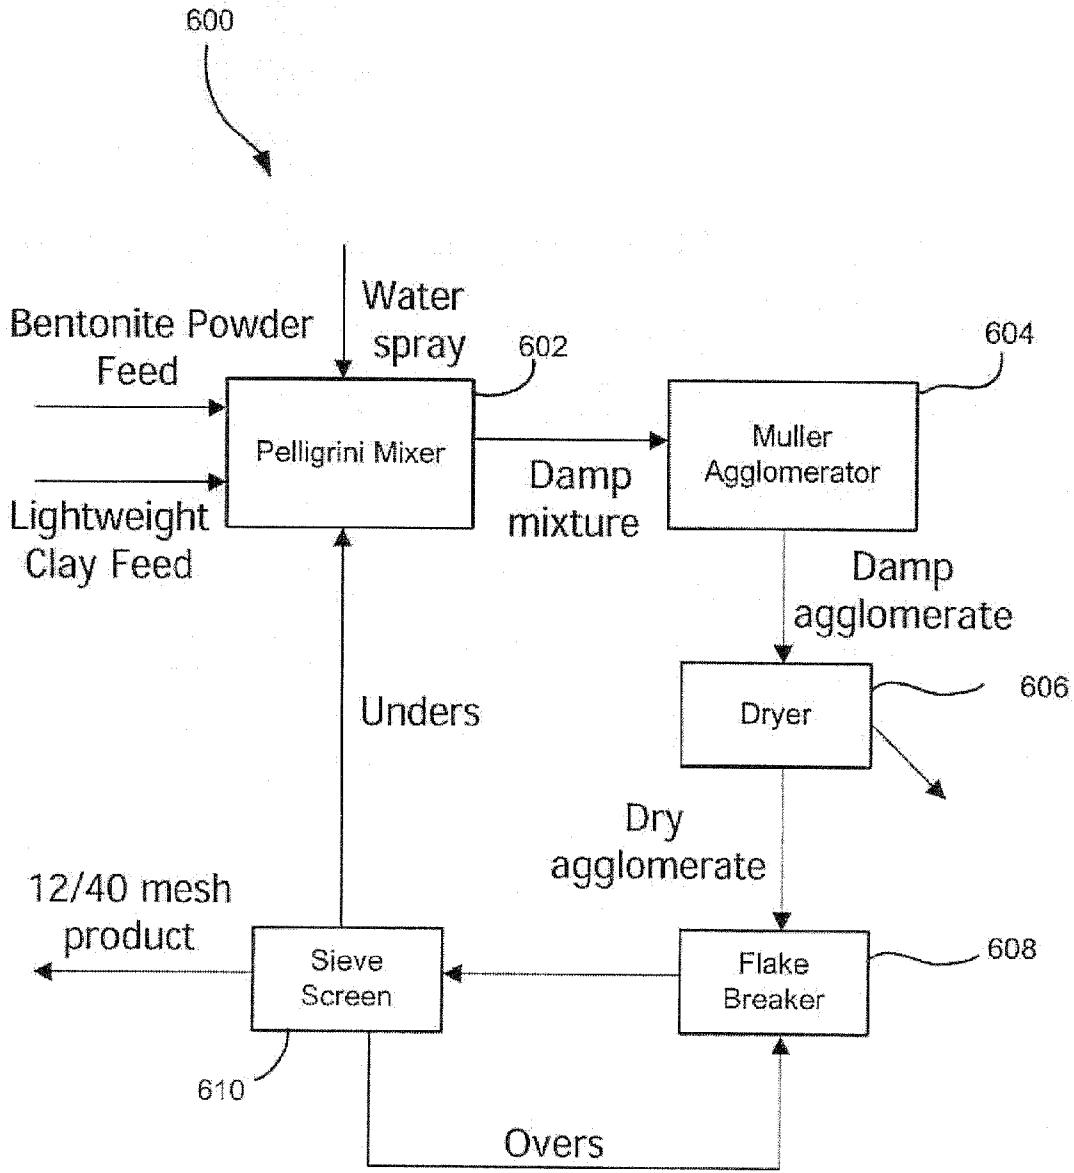 600
Water
spray
Bentonite Powder
Feed
602
604
Pelligrini Mixer
Muller
Agglomerator
Damp
mixture
Lightweight
Clay Feed
Damp
agglomerate
606
Dryer
Unders
Dry
agglomerate
12/40 mesh
product
Sieve
Screen
Flake
Breaker
608
610
Overs